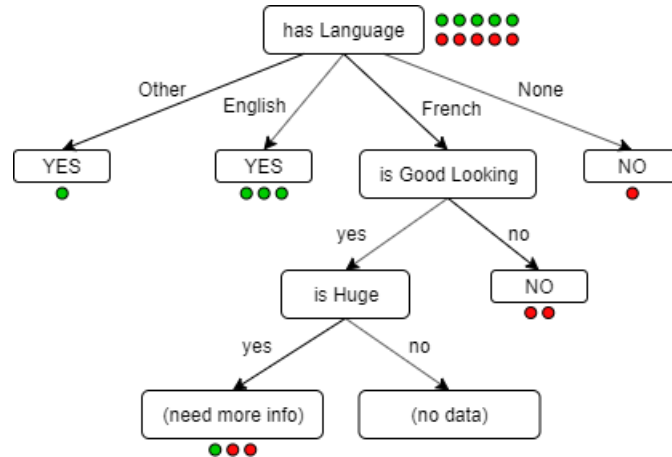 has Language
Other
English
French
None
YES
YES
is Good Looking
NO
yes
no
is Huge
NO
yes
no
(need more info)
(no data)